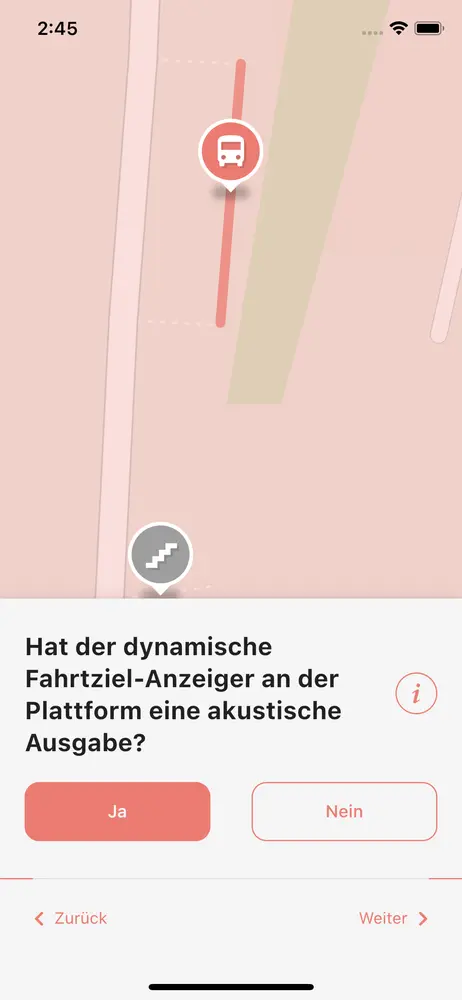 2:45
Hat der dynamische
Fahrtziel-Anzeiger an der
Plattform eine akustische
Ausgabe?
i
Ja
Nein
Zurück
Weiter